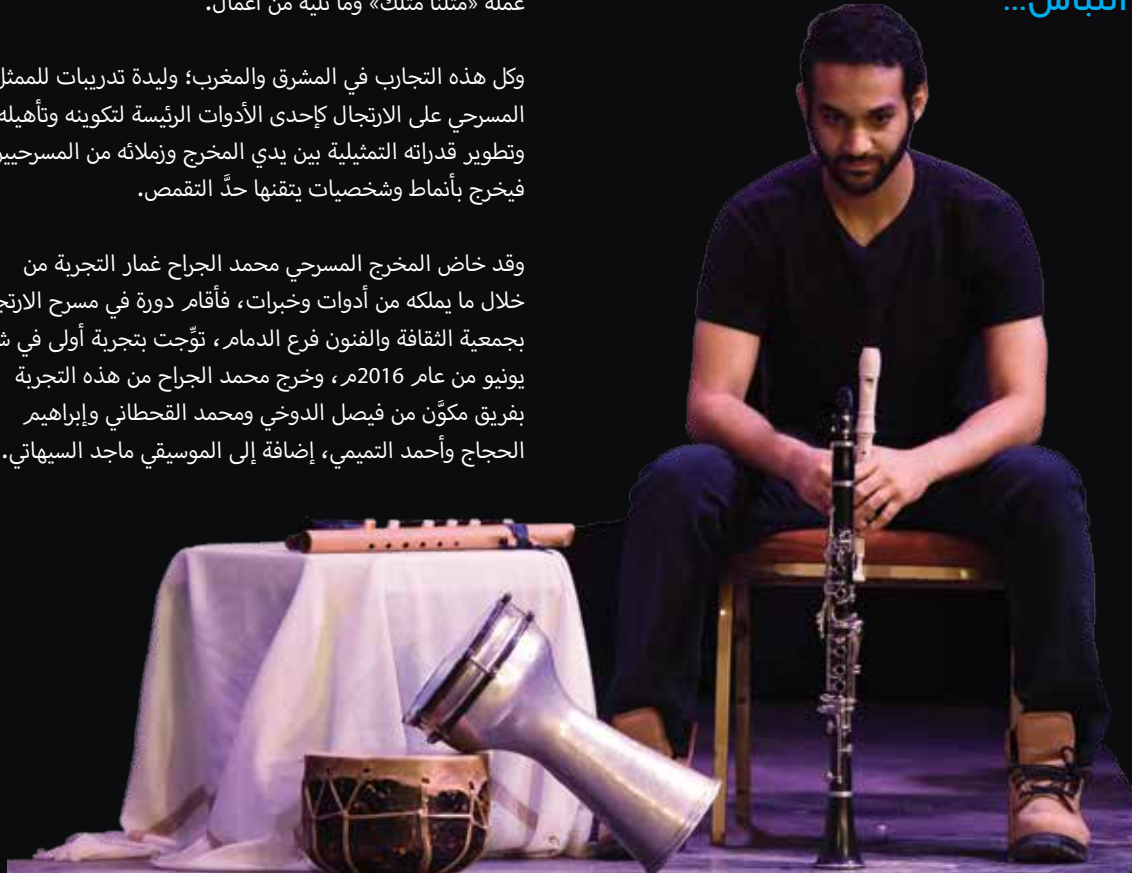 اللباس...
عمله «مثلنا مثلك» وما تليه من أعمال.
وكل هذه التجارب في المشرق والمغرب؛ وليدة تدريبات للممثل
المسرحي على الارتجال كإحدى الأدوات الرئيسة لتكوينه وتأهيله
وتطوير قدراته التمثيلية بين يدي المخرج وزملائه من المسرحيين
فيخرج بأنماط وشخصيات يتقنها حدَّ التقمص.
وقد خاض المخرج المسرحي محمد الجراح غمار التجربة من
خلال ما يملكه من أدوات وخبرات، فأقام دورة في مسرح
بجمعية الثقافة والفنون فرع الدمام، توِّجت بتجربة أولى في
يونيو من عام 2016م، وخرج محمد الجراح من هذه التجربة
بفريق مكوَّن من فيصل الدوخي ومحمد القحطاني وإبراهيم
الحجاج وأحمد التميمي، إضافة إلى الموسيقي ماجد السيهاتي.